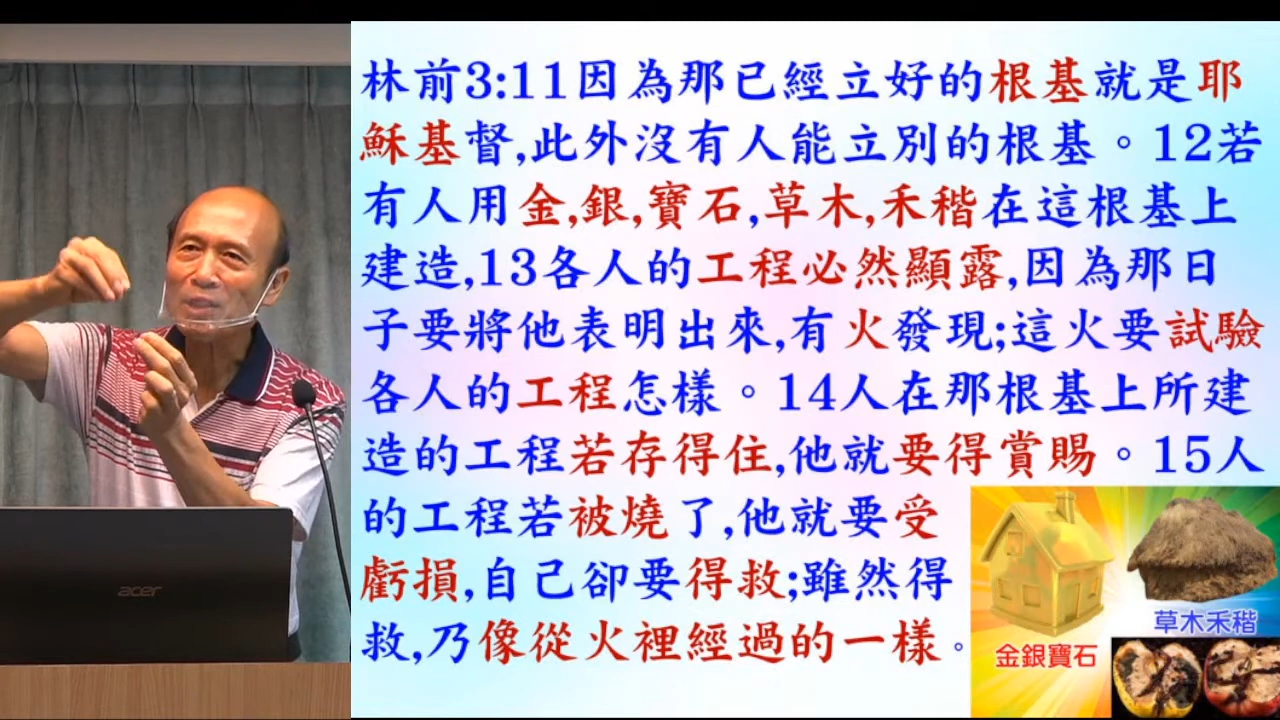 林前3:11因為那已經立好的根基就是耶
穌基督,此外沒有人能立別的根基。12若
有人用金,銀,寶石,草木,禾稭在這根基上
建造,13各人的工程必然顯露,因為那日
子要將他表明出來,有火發現;這火要試驗
各人的工程怎樣。14人在那根基上所建
造的工程若存得住,他就要得賞賜。15人
的工程若被燒了,他就要受
虧損,自己卻要得救;雖然得
救,乃像從火裡經過的一樣。
草木禾稭
金銀寶石
acer